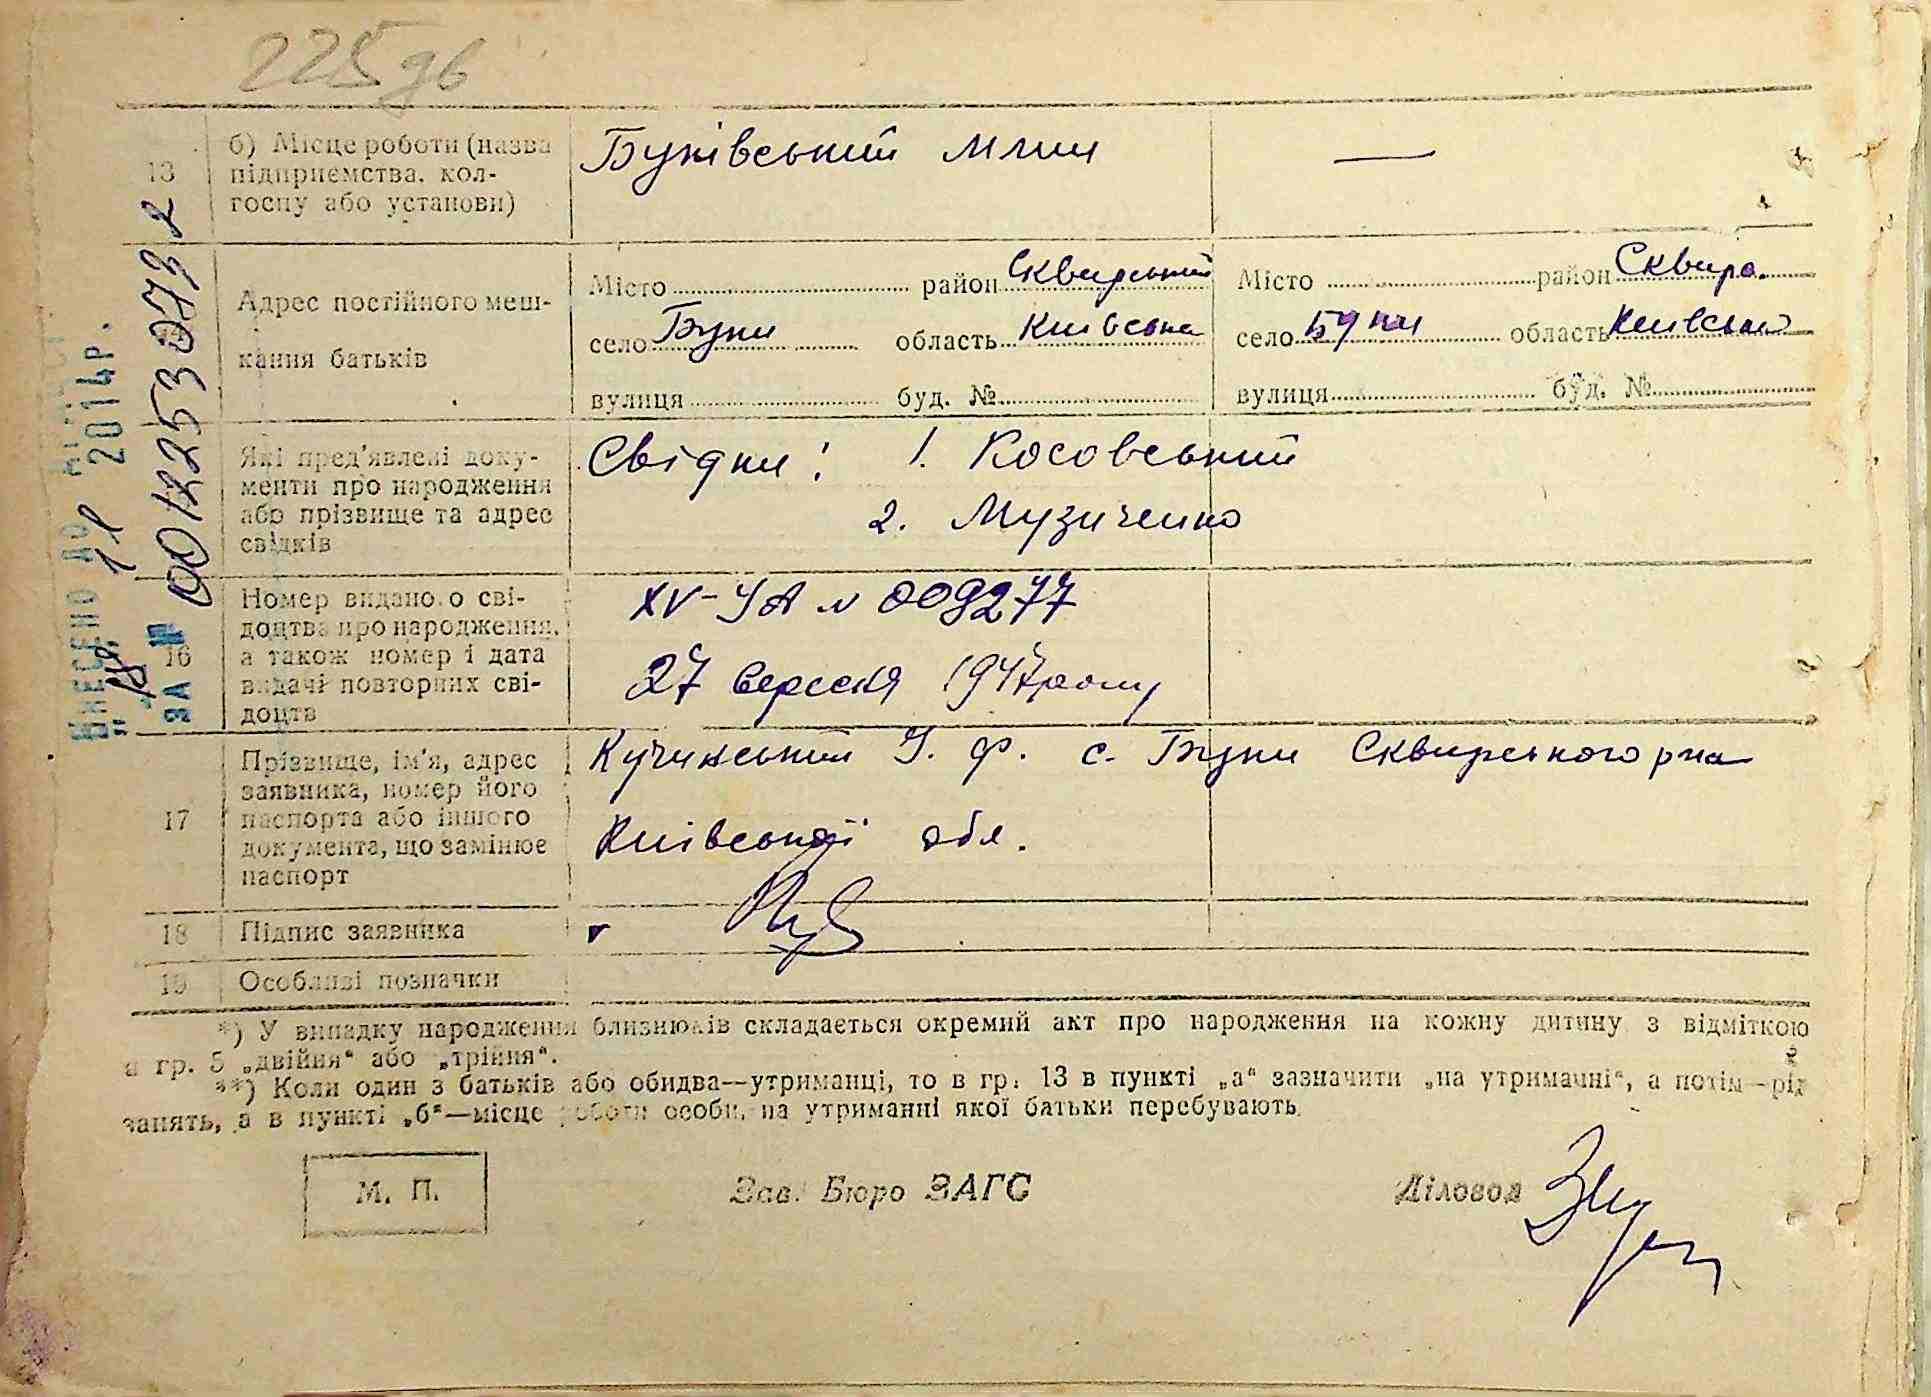 225 зв
13
б) Місце роботи (назва
підприємства, кол-
госпу або установи)
Буківський млин
—
Адрес постійного меш-
кання батьків
Місто район Сквирський
село Буки область Київська
вулиця буд. №
Місто район Сквира.
село Буки область Київська
вулиця буд. №
Які пред'явлені доку-
менти про народження
або прізвище та адрес
свідків
Свідки: 1. Косовський
2. Музиченко
16
Номер видано о сві-
доцтва про народження,
а також номер і дата
видачі повторних сві-
доцтв
XV-УА № 009277
27 вересня 1947 року
17
Прізвище, ім'я, адрес
заявника, номер його
паспорта або іншого
документа, що замінює
паспорт
Кучинський Й. Ф. с. Буки Сквирського р-на
Київської обл.
18
Підпис заявника
19
Особливі позначки
*) У випадку народження близнюків складається окремий акт про народження на кожну дитину з відміткою
в гр. 5 „двійня“ або „трійня“.
**) Коли один з батьків або обидва—утриманці, то в гр. 13 в пункті „а“ зазначити „на утриманні“, а потім—рід
занять, а в пункті „б“—місце роботи особи, на утриманні якої батьки перебувають.
М. П.
Зав. Бюро ЗАГС
Діловод
ВНЕСЕНО ДО
"18" 11 2014р.
ЗА № 00122530732